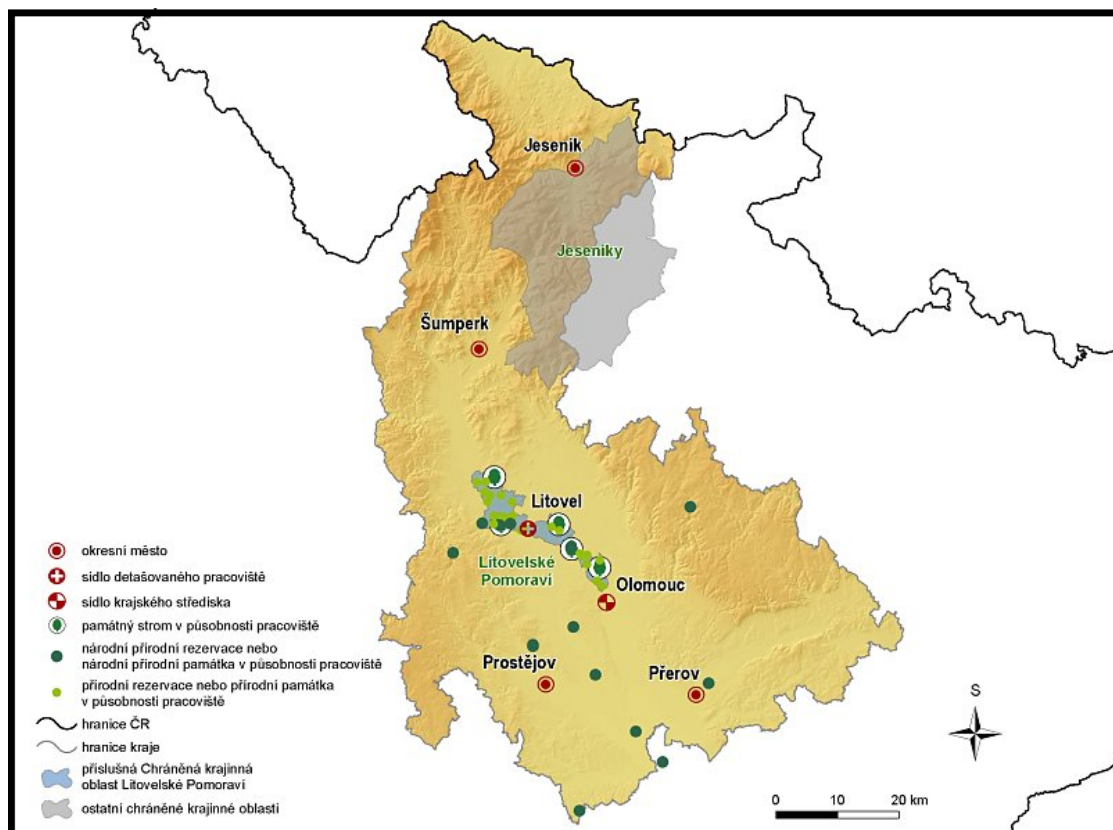 Jeseník
Jeseníky
Šumperk
Litovel
Litovelské
Pomoraví
Olomouc
Prostějov
Přerov
okresní město
sídlo detašovaného pracoviště
sídlo krajského střediska
památný strom v působnosti pracoviště
národní přírodní rezervace nebo
národní přírodní památka v působnosti pracoviště
přírodní rezervace nebo přírodní památka
v působnosti pracoviště
hranice ČR
hranice kraje
příslušná Chráněná krajinná
oblast Litovelské Pomoraví
ostatní chráněné krajinné oblasti
S
0 10 20 km